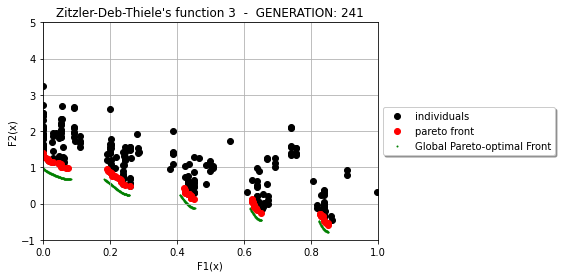 Zitzler-Deb-Thiele's function 3  -  GENERATION: 241
5
4
3
2
1
0
−1
F2(x)
0.0 0.2 0.4 0.6 0.8 1.0
F1(x)
individuals
pareto front
Global Pareto-optimal Front